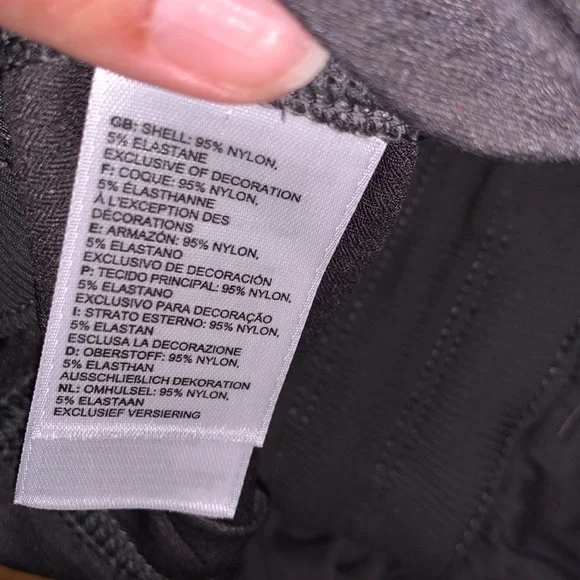 GB: SHELL: 95% NYLON,
5% ELASTANE
EXCLUSIVE OF DECORATION
F: COQUE: 95% NYLON,
5% ÉLASTHANNE
À L'EXCEPTION DES
DÉCORATIONS
E: ARMAZÓN: 95% NYLON,
5% ELASTANO
EXCLUSIVO DE DECORACIÓN
P: TECIDO PRINCIPAL: 95% NYLON,
5% ELASTANO
EXCLUSIVO PARA DECORAÇÃO
I: STRATO ESTERNO: 95% NYLON,
5% ELASTAN
ESCLUSA LA DECORAZIONE
D: OBERSTOFF: 95% NYLON,
5% ELASTHAN
AUSSCHLIEßLICH DEKORATION
NL: OMHULSEL: 95% NYLON,
5% ELASTAAN
EXCLUSIEF VERSIERING